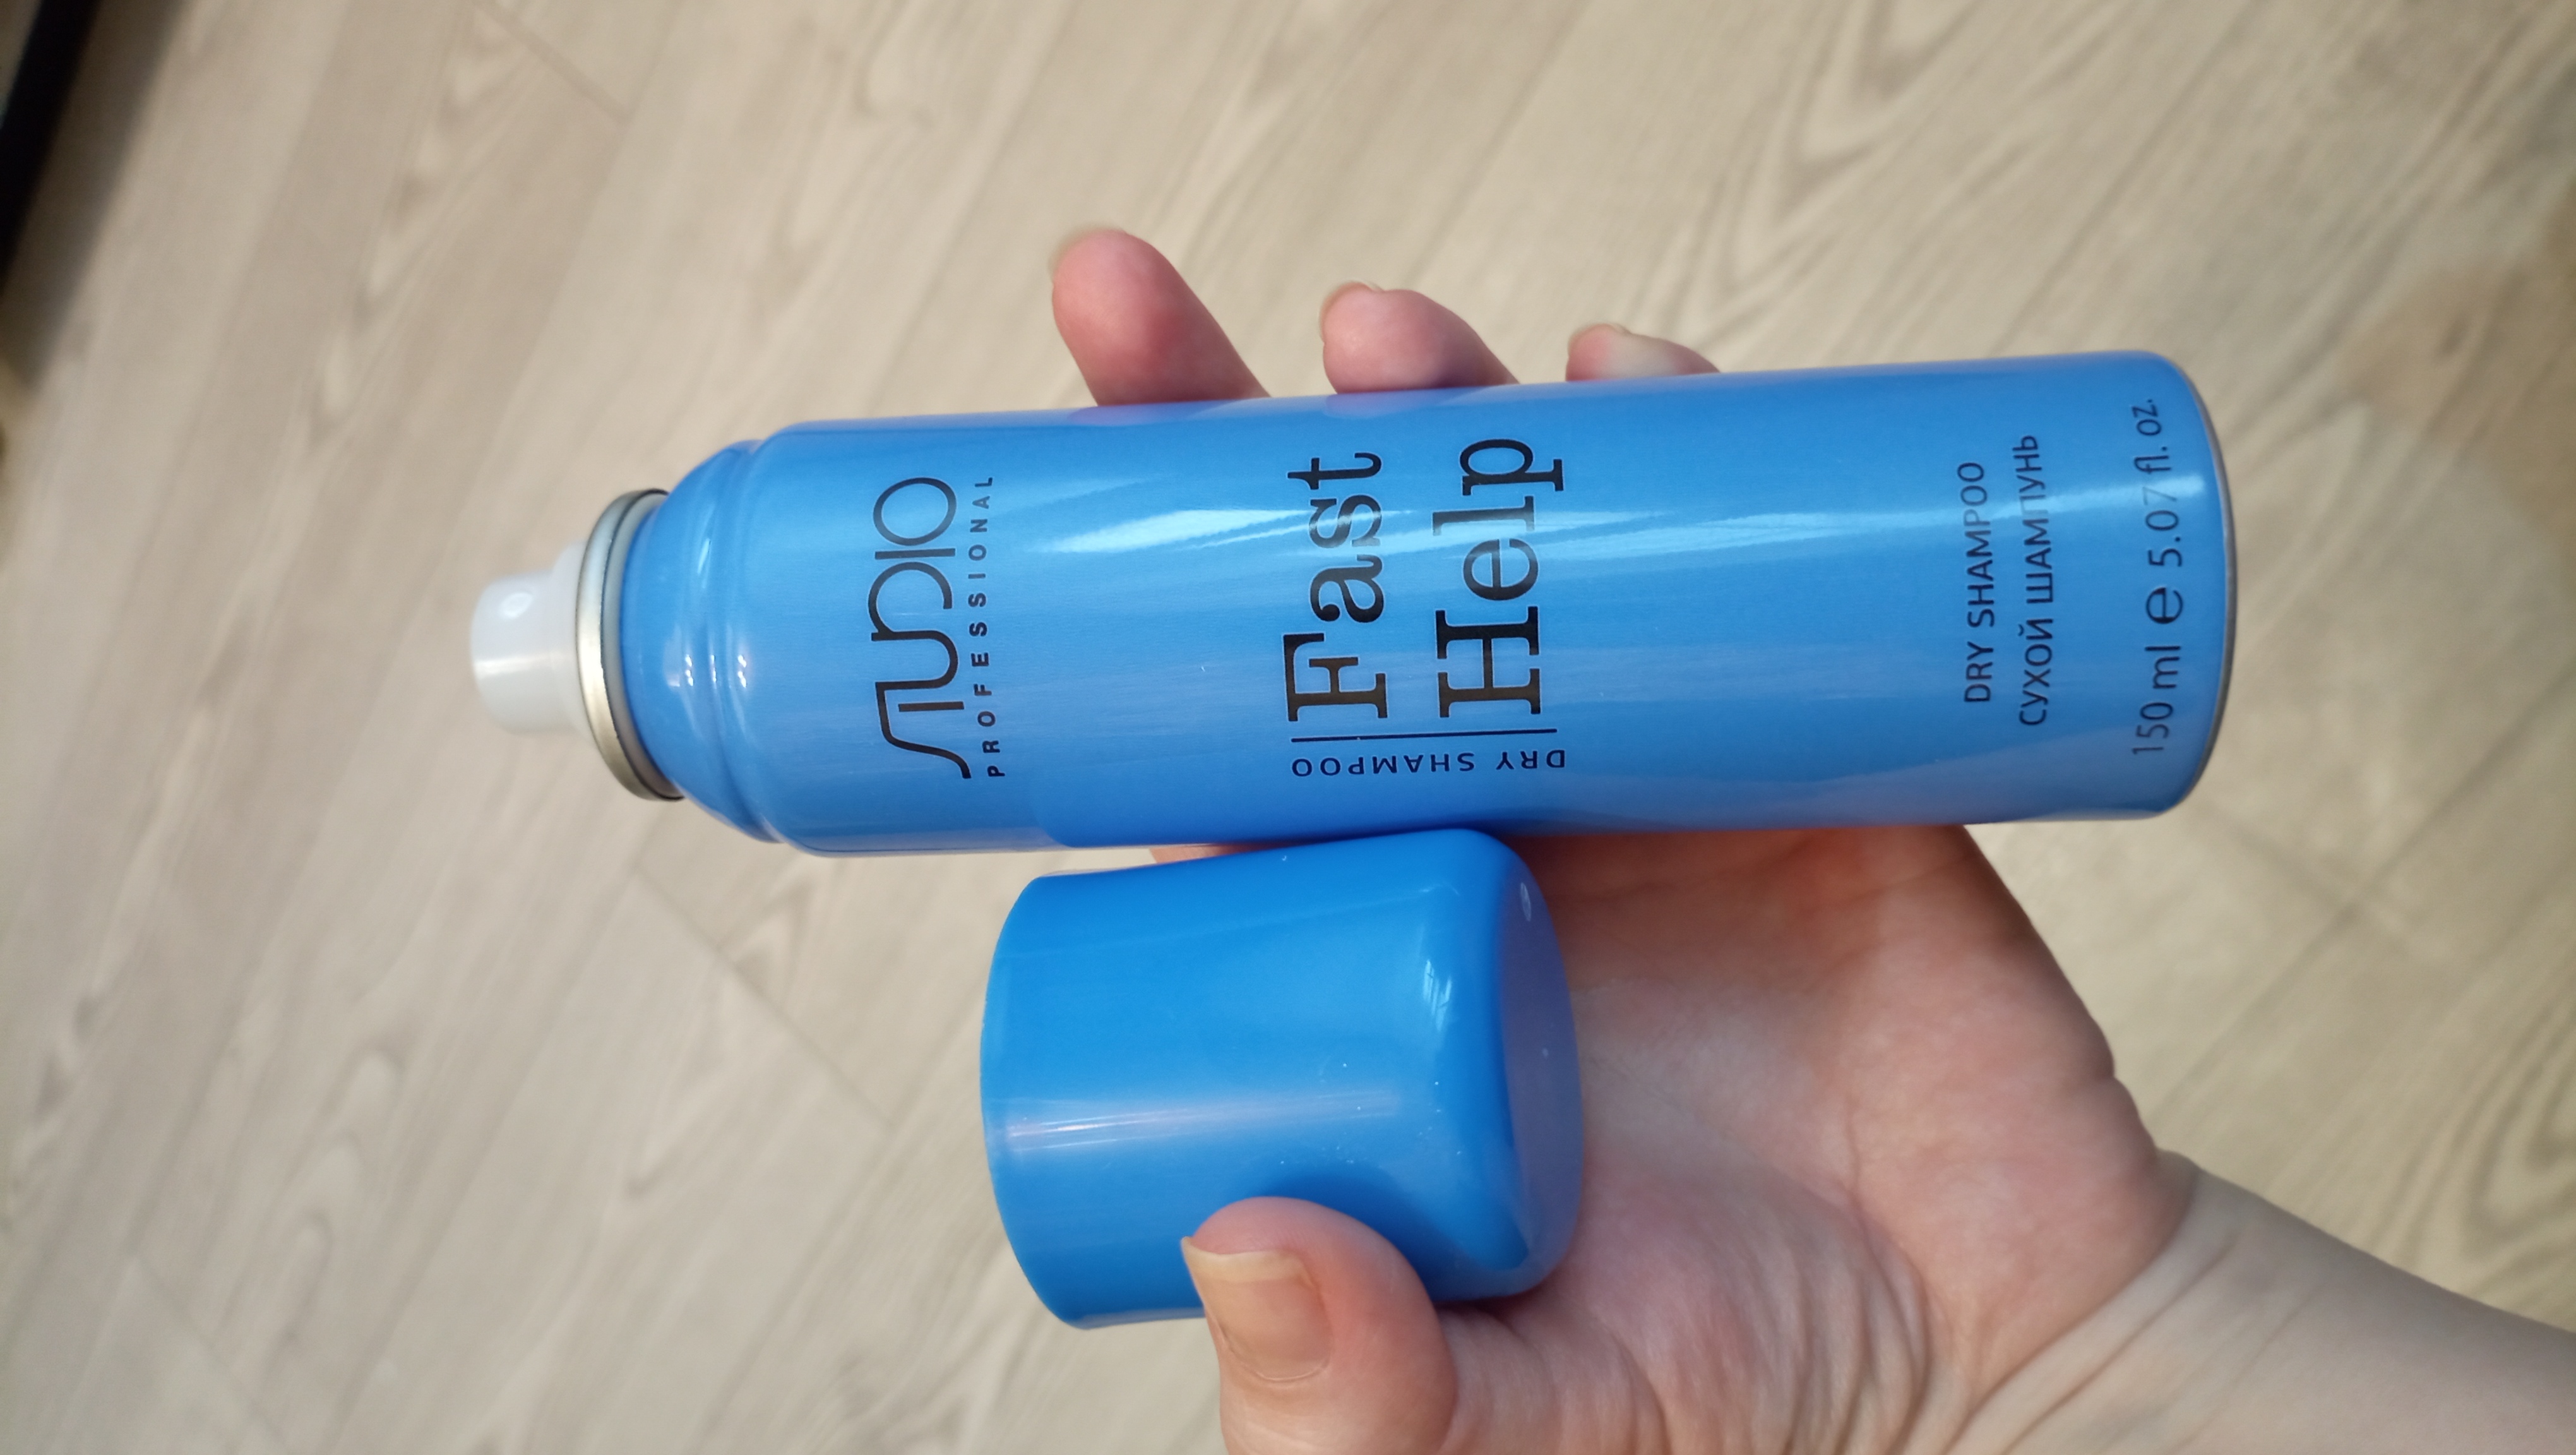 STUDIO
PROFESSIONAL
DRY SHAMPOO
Fast
Help
DRY SHAMPOO
СУХОЙ ШАМПУНЬ
150 ml ℮ 5.07 fl. oz.